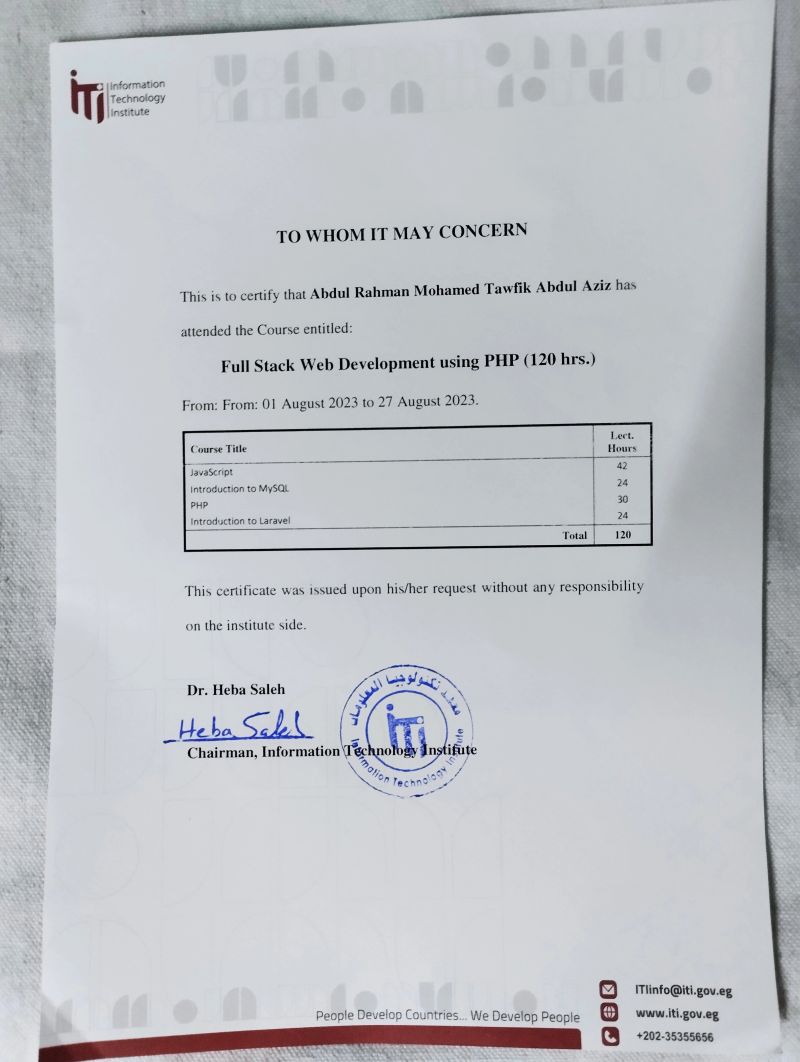 iTi
Information
Technology
Institute
TO WHOM IT MAY CONCERN
This is to certify that Abdul Rahman Mohamed Tawfik Abdul Aziz has
attended the Course entitled:
Full Stack Web Development using PHP (120 hrs.)
From: From: 01 August 2023 to 27 August 2023.
Course Title Lect. Hours
JavaScript 42
Introduction to MySQL 24
PHP 30
Introduction to Laravel 24
Total 120
This certificate was issued upon his/her request without any responsibility
on the institute side.
Dr. Heba Saleh
Heba Saleh
Chairman, Information Technology Institute
معهد تكنولوجيا المعلومات
iTi
Information Technology Institute
People Develop Countries... We Develop People
ITIinfo@iti.gov.eg
www.iti.gov.eg
+202-35355656